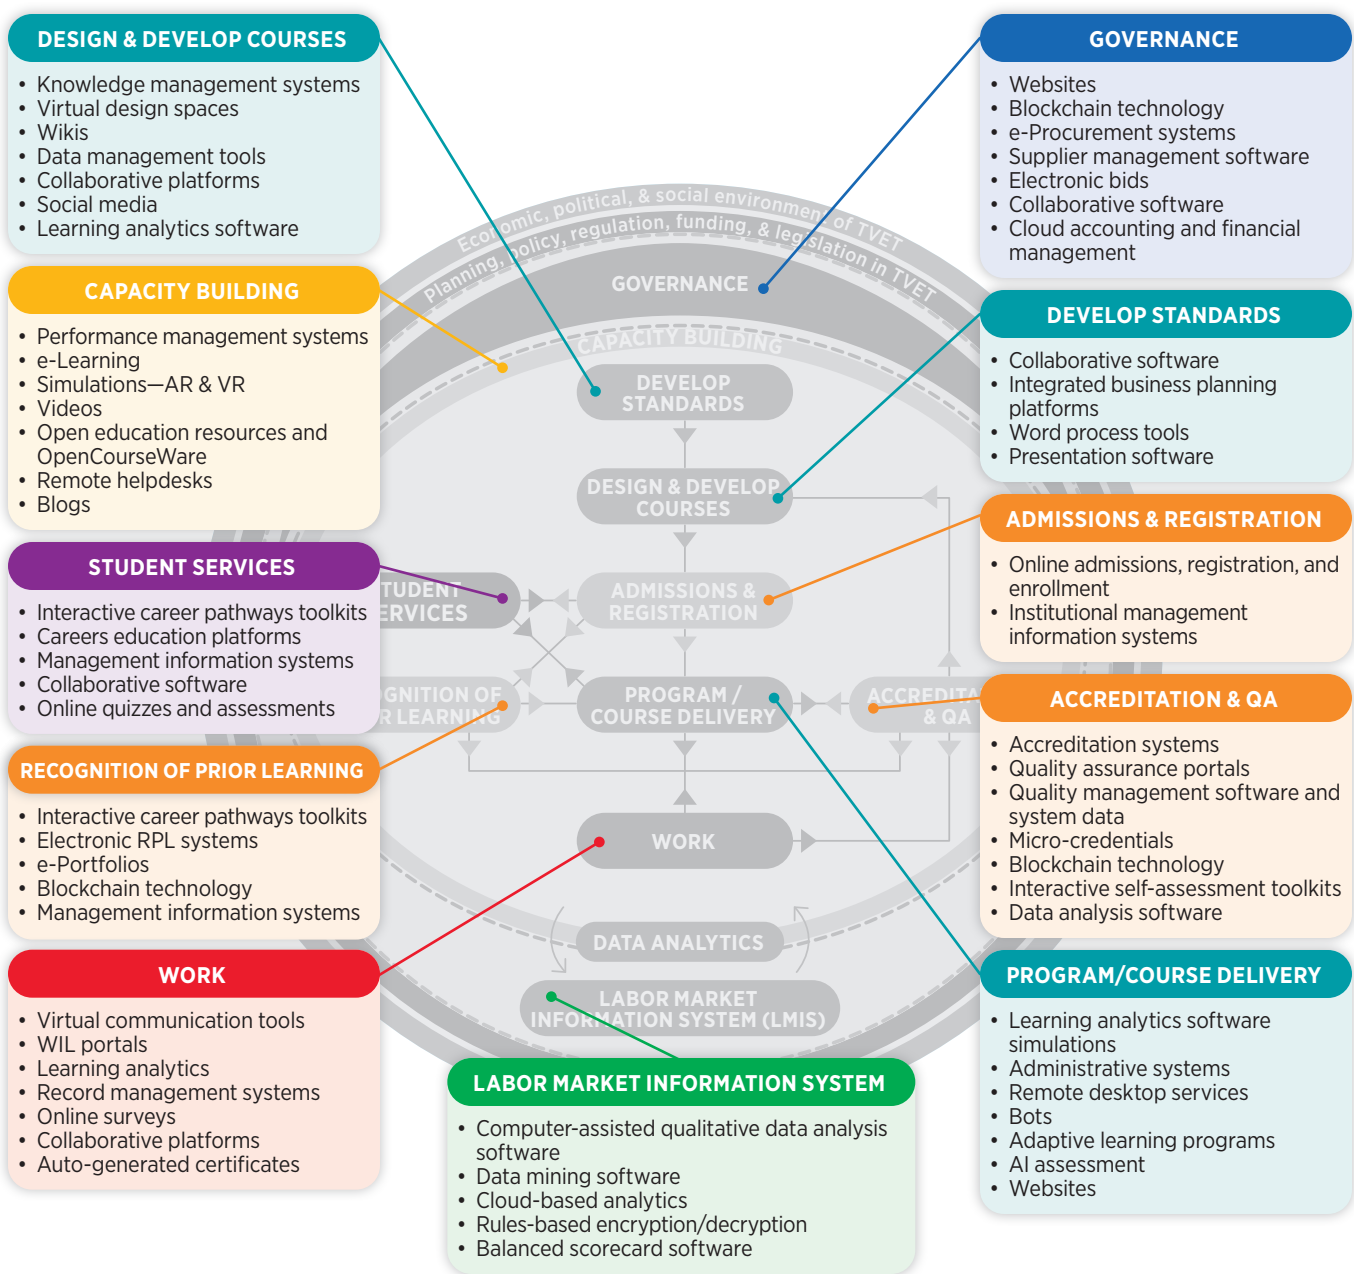 DESIGN & DEVELOP COURSES
• Knowledge management systems
• Virtual design spaces
• Wikis
• Data management tools
• Collaborative platforms
• Social media
• Learning analytics software
CAPACITY BUILDING
• Performance management systems
• e-Learning
• Simulations—AR & VR
• Videos
• Open education resources and
OpenCourseWare
• Remote helpdesks
• Blogs
STUDENT SERVICES
• Interactive career pathways toolkits
• Careers education platforms
• Management information systems
• Collaborative software
• Online quizzes and assessments
RECOGNITION OF PRIOR LEARNING
• Interactive career pathways toolkits
• Electronic RPL systems
• e-Portfolios
• Blockchain technology
• Management information systems
WORK
• Virtual communication tools
• WIL portals
• Learning analytics
• Record management systems
• Online surveys
• Collaborative platforms
• Auto-generated certificates
Economic, political, & social environment of TVET
Planning, policy, regulation, funding, & legislation in TVET
GOVERNANCE
CAPACITY BUILDING
DEVELOP
STANDARDS
DESIGN & DEVELOP
COURSES
TUDENT
ERVICES
ADMISSIONS &
REGISTRATION
GNITION OF
R LEARNING
PROGRAM /
COURSE DELIVERY
ACCREDITA
& QA
WORK
DATA ANALYTICS
LABOR MARKET
INFORMATION SYSTEM (LMIS)
LABOR MARKET INFORMATION SYSTEM
• Computer-assisted qualitative data analysis
software
• Data mining software
• Cloud-based analytics
• Rules-based encryption/decryption
• Balanced scorecard software
GOVERNANCE
• Websites
• Blockchain technology
• e-Procurement systems
• Supplier management software
• Electronic bids
• Collaborative software
• Cloud accounting and financial
management
DEVELOP STANDARDS
• Collaborative software
• Integrated business planning
platforms
• Word process tools
• Presentation software
ADMISSIONS & REGISTRATION
• Online admissions, registration, and
enrollment
• Institutional management
information systems
ACCREDITATION & QA
• Accreditation systems
• Quality assurance portals
• Quality management software and
system data
• Micro-credentials
• Blockchain technology
• Interactive self-assessment toolkits
• Data analysis software
PROGRAM/COURSE DELIVERY
• Learning analytics software
simulations
• Administrative systems
• Remote desktop services
• Bots
• Adaptive learning programs
• AI assessment
• Websites